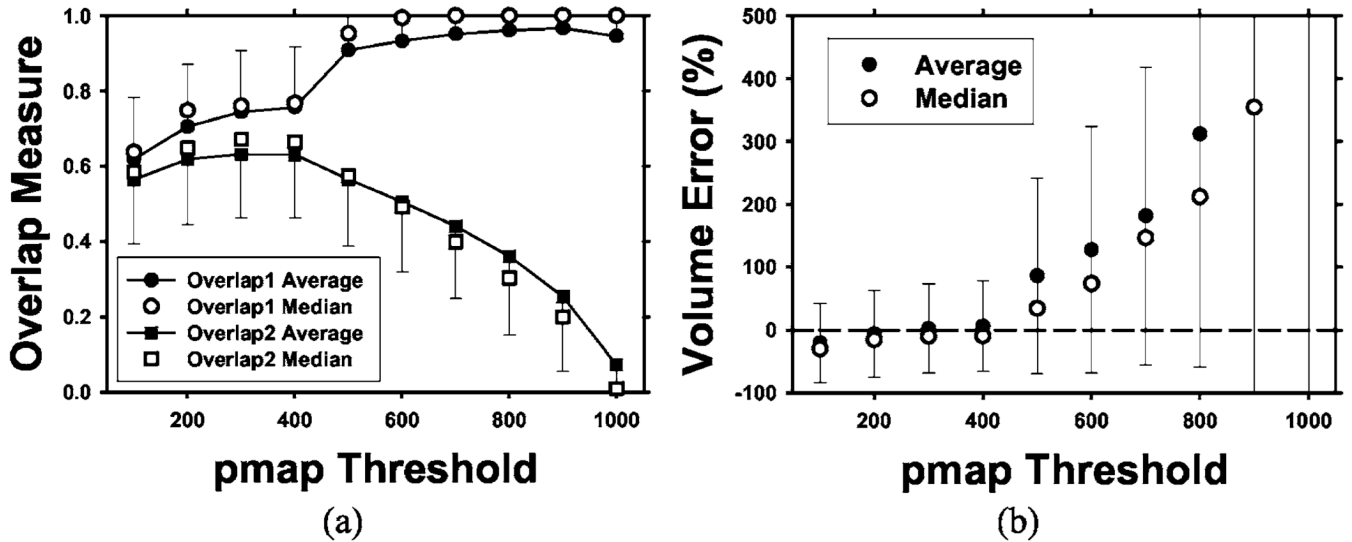 Overlap Measure
1.0
0.8
0.6
0.4
0.2
0.0
Overlap1 Average
Overlap1 Median
Overlap2 Average
Overlap2 Median
200 400 600 800 1000
pmap Threshold
(a)
Volume Error (%)
500
400
300
200
100
0
-100
Average
Median
200 400 600 800 1000
pmap Threshold
(b)